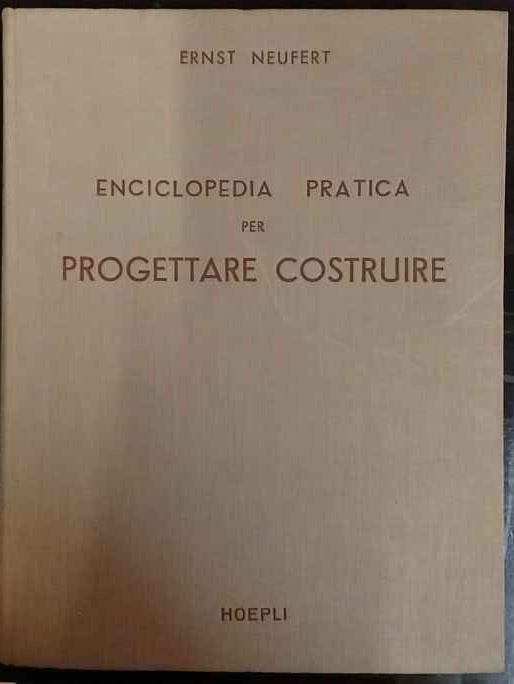 ERNST NEUFERT
ENCICLOPEDIA PRATICA
PER
PROGETTARE COSTRUIRE
HOEPLI